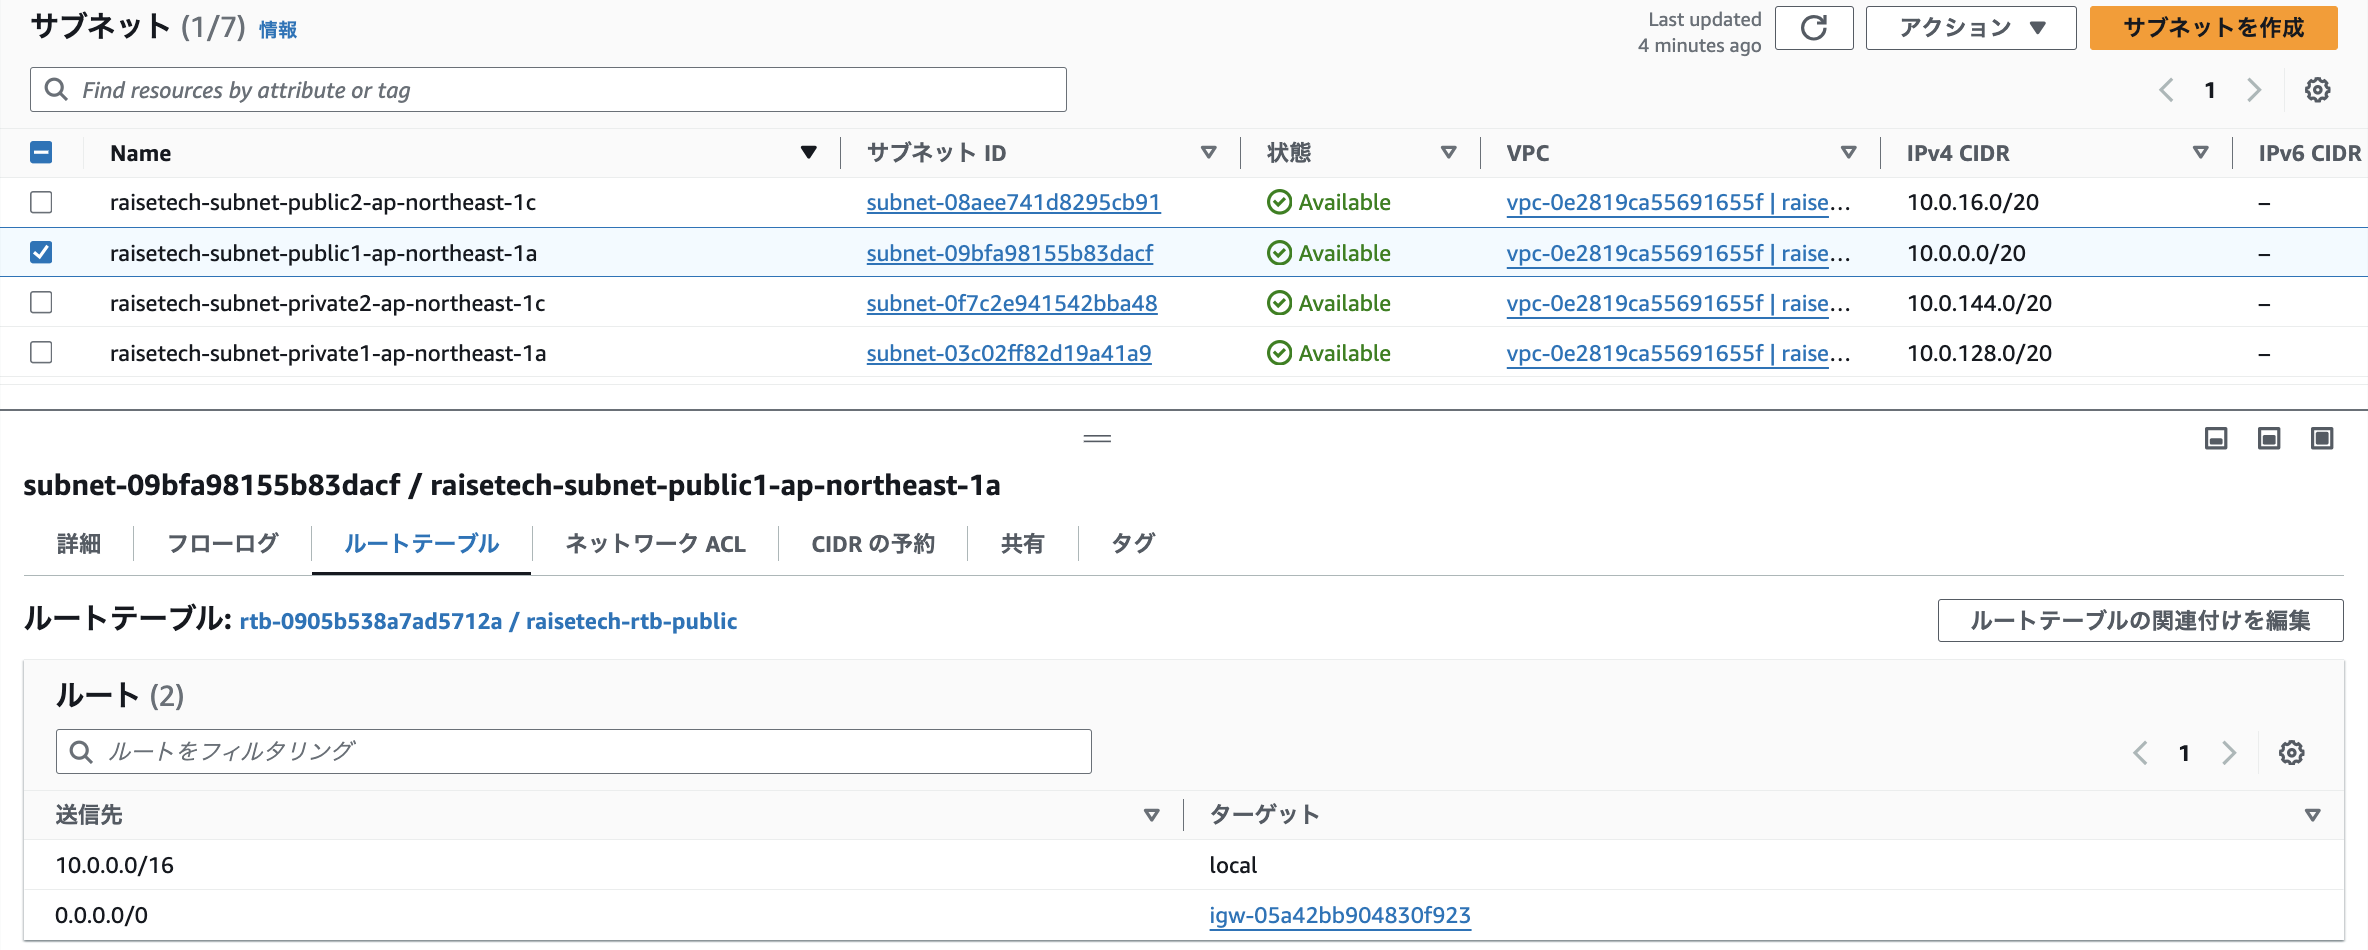 サブネット (1/7) 情報
Last updated
4 minutes ago
アクション
サブネットを作成
Find resources by attribute or tag
1
Name サブネット ID 状態 VPC IPv4 CIDR IPv6 CIDR
raisetech-subnet-public2-ap-northeast-1c subnet-08aee741d8295cb91 Available vpc-0e2819ca55691655f | raise... 10.0.16.0/20 –
raisetech-subnet-public1-ap-northeast-1a subnet-09bfa98155b83dacf Available vpc-0e2819ca55691655f | raise... 10.0.0.0/20 –
raisetech-subnet-private2-ap-northeast-1c subnet-0f7c2e941542bba48 Available vpc-0e2819ca55691655f | raise... 10.0.144.0/20 –
raisetech-subnet-private1-ap-northeast-1a subnet-03c02ff82d19a41a9 Available vpc-0e2819ca55691655f | raise... 10.0.128.0/20 –
subnet-09bfa98155b83dacf / raisetech-subnet-public1-ap-northeast-1a
詳細 フローログ ルートテーブル ネットワーク ACL CIDR の予約 共有 タグ
ルートテーブル: rtb-0905b538a7ad5712a / raisetech-rtb-public
ルートテーブルの関連付けを編集
ルート (2)
ルートをフィルタリング
1
送信先 ターゲット
10.0.0.0/16 local
0.0.0.0/0 igw-05a42bb904830f923